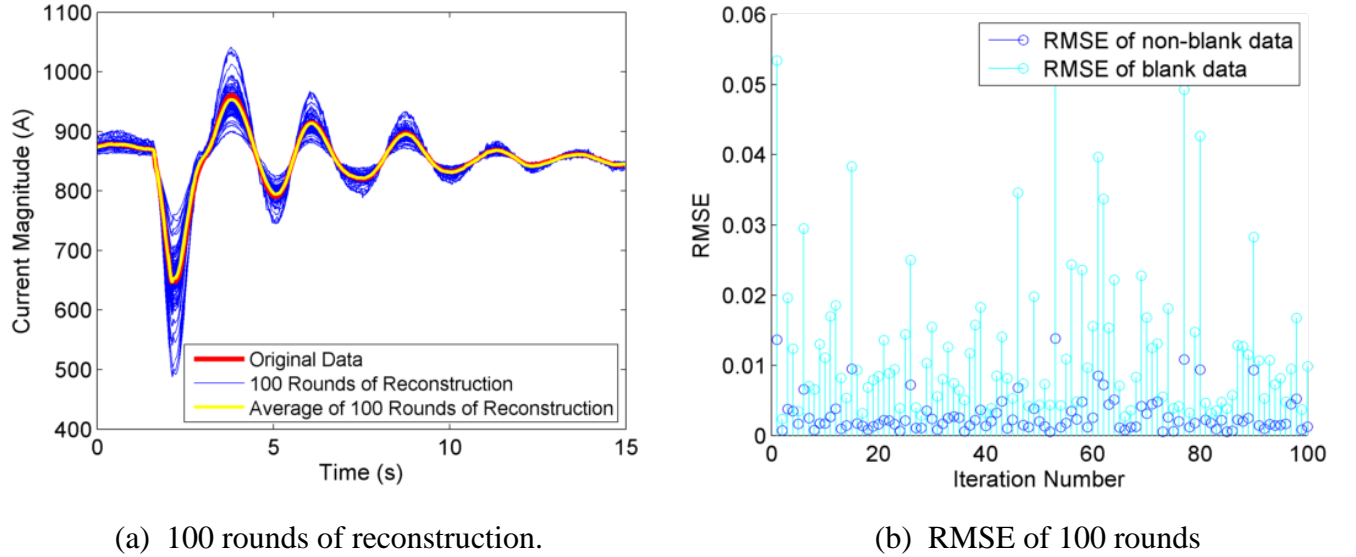 1100
1000
900
800
700
600
500
400
Current Magnitude (A)
Original Data
100 Rounds of Reconstruction
Average of 100 Rounds of Reconstruction
0
5
10
15
Time (s)
(a) 100 rounds of reconstruction.
0.06
0.05
0.04
0.03
0.02
0.01
0
RMSE
RMSE of non-blank data
RMSE of blank data
0
20
40
60
80
100
Iteration Number
(b) RMSE of 100 rounds